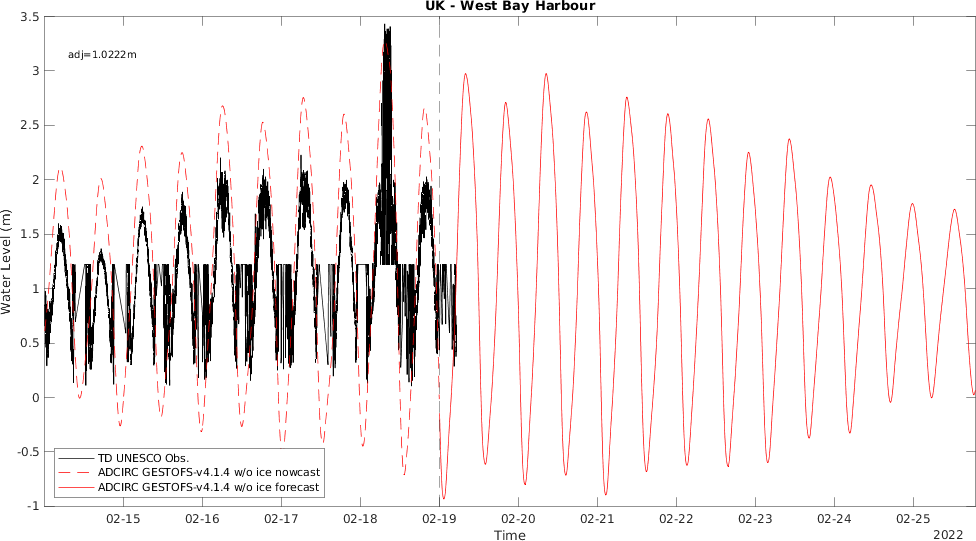 UK - West Bay Harbour
adj=1.0222m
3.5
3
2.5
2
1.5
1
0.5
0
-0.5
-1
Water Level (m)
TD UNESCO Obs.
ADCIRC GESTOFS-v4.1.4 w/o ice nowcast
ADCIRC GESTOFS-v4.1.4 w/o ice forecast
02-15 02-16 02-17 02-18 02-19 02-20 02-21 02-22 02-23 02-24 02-25
Time
2022